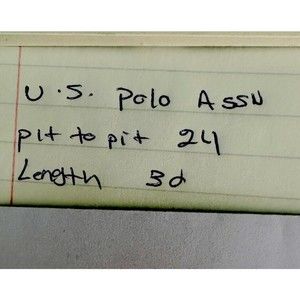 U.S. Polo Assn
pit to pit 24
Length 30